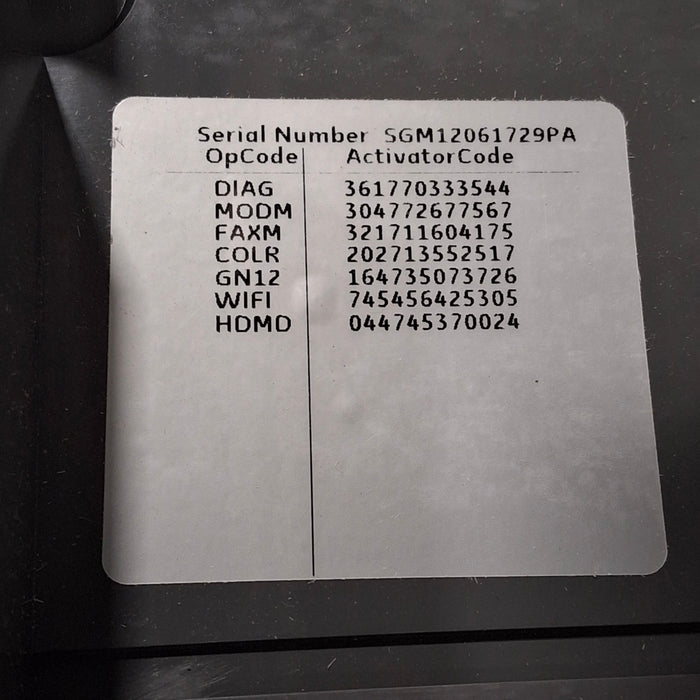 Serial Number SGM12061729PA
OpCode ActivatorCode
DIAG 361770333544
MODM 304772677567
FAXM 321711604175
COLR 202713552517
GN12 164735073726
WIFI 745456425305
HDMD 044745370024